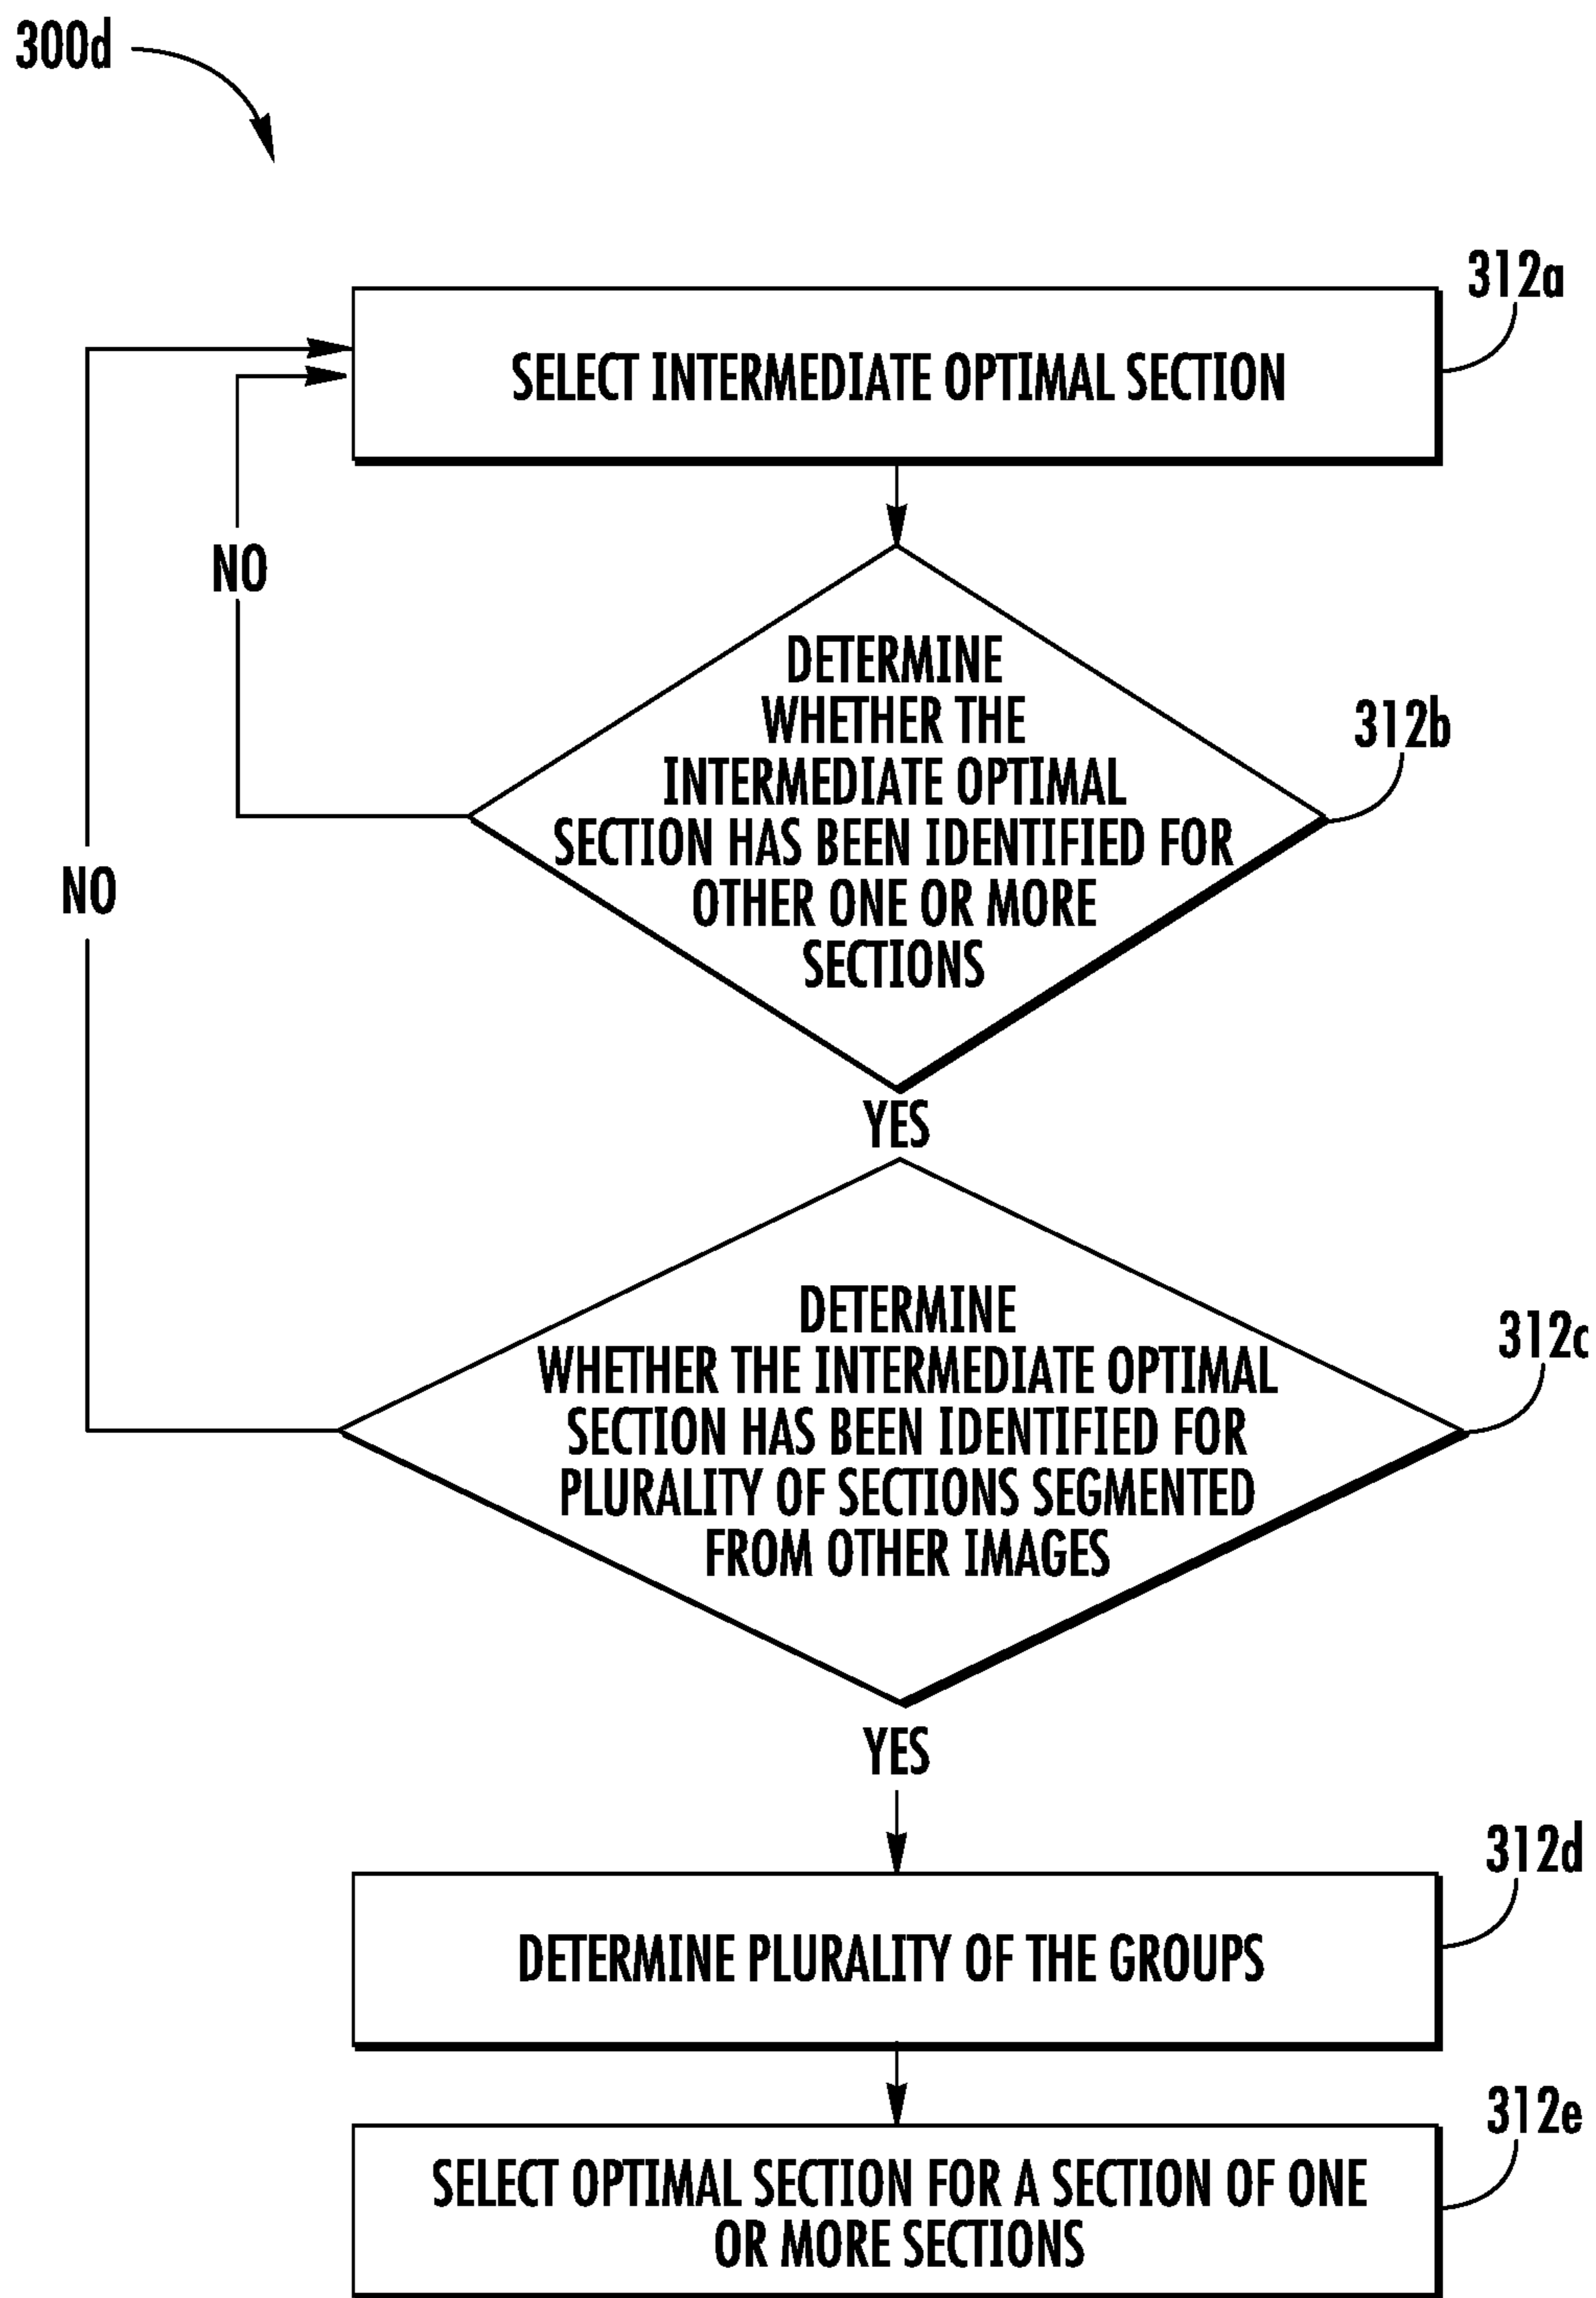 300d
312a
SELECT INTERMEDIATE OPTIMAL SECTION
NO
DETERMINE
WHETHER THE
INTERMEDIATE OPTIMAL
SECTION HAS BEEN IDENTIFIED FOR
OTHER ONE OR MORE
SECTIONS
312b
NO
YES
DETERMINE
WHETHER THE INTERMEDIATE OPTIMAL
SECTION HAS BEEN IDENTIFIED FOR
PLURALITY OF SECTIONS SEGMENTED
FROM OTHER IMAGES
312c
YES
312d
DETERMINE PLURALITY OF THE GROUPS
312e
SELECT OPTIMAL SECTION FOR A SECTION OF ONE
OR MORE SECTIONS